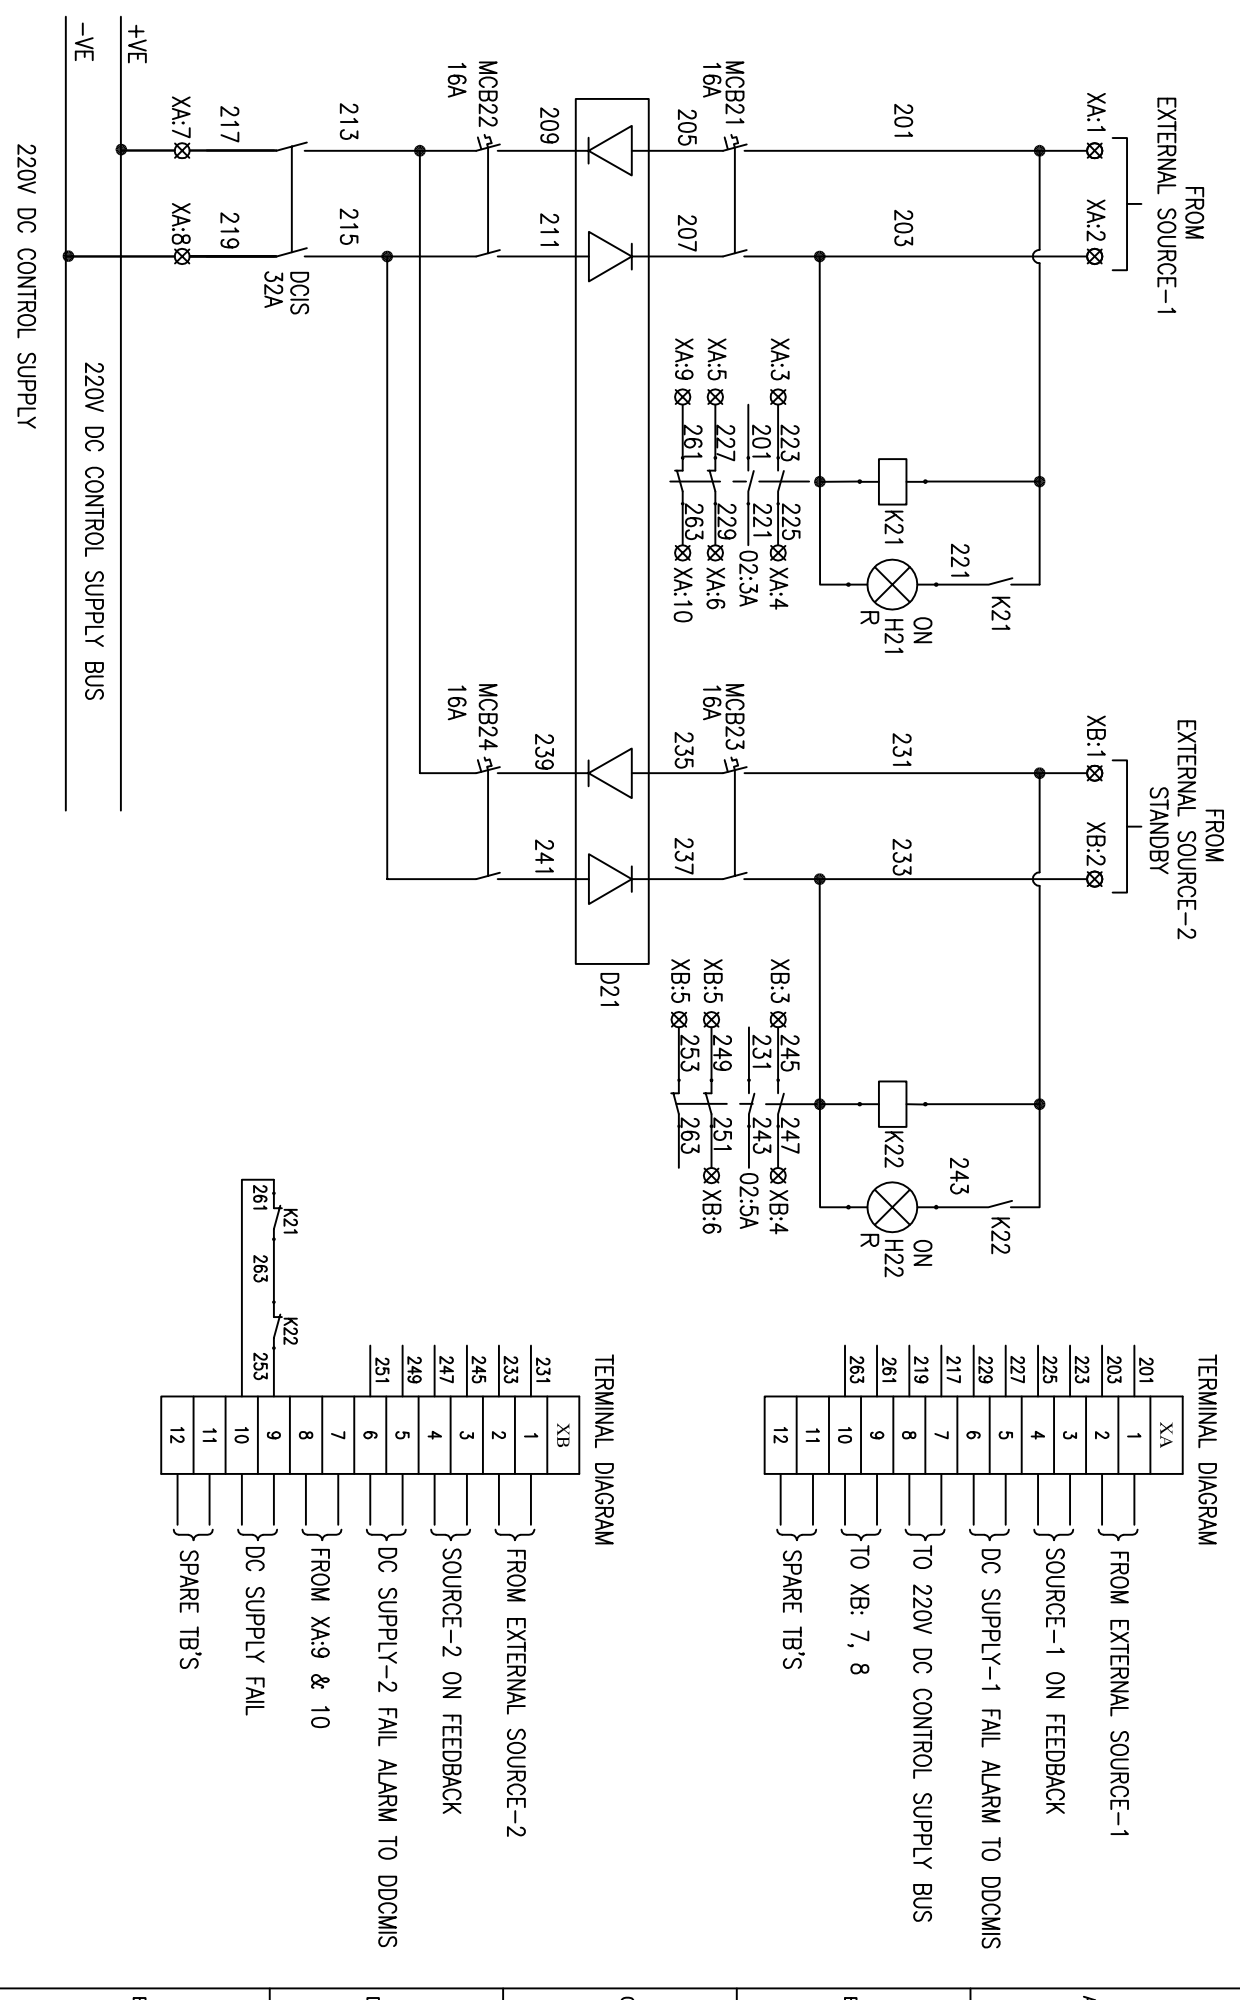 FROM
EXTERNAL SOURCE-1
XA:1
XA:2
201
203
MCB21
16A
205
207
209
211
MCB22
16A
213
215
DCIS
32A
217
219
XA:7
XA:8
+VE
-VE
220V DC CONTROL SUPPLY BUS
220V DC CONTROL SUPPLY
K21
221
K21
ON
H21
R
XA:3 223 225 XA:4
201 221 02:3A
XA:5 227 229 XA:6
XA:9 261 263 XA:10
FROM
EXTERNAL SOURCE-2
STANDBY
XB:1
XB:2
231
233
MCB23
16A
235
237
D21
239
241
MCB24
16A
K22
243
K22
ON
H22
R
XB:3 245 247 XB:4
231 243 02:5A
XB:5 249 251 XB:6
XB:5 253 263
TERMINAL DIAGRAM
XA
201 1
203 2
FROM EXTERNAL SOURCE-1
223 3
225 4
SOURCE-1 ON FEEDBACK
227 5
229 6
DC SUPPLY-1 FAIL ALARM TO DDCMIS
217 7
219 8
TO 220V DC CONTROL SUPPLY BUS
261 9
263 10
TO XB: 7, 8
11
12
SPARE TB'S
TERMINAL DIAGRAM
XB
231 1
233 2
FROM EXTERNAL SOURCE-2
245 3
247 4
SOURCE-2 ON FEEDBACK
249 5
251 6
DC SUPPLY-2 FAIL ALARM TO DDCMIS
7
8
FROM XA:9 & 10
K21
K22
261
263
253
9
10
DC SUPPLY FAIL
11
12
SPARE TB'S